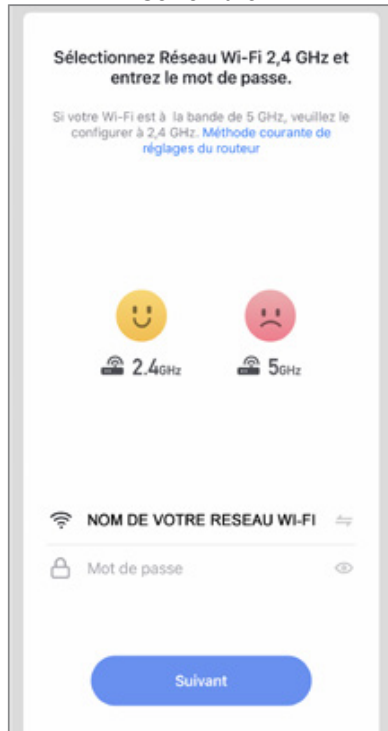 Sélectionnez Réseau Wi-Fi 2,4 GHz et
entrez le mot de passe.
Si votre Wi-Fi est à la bande de 5 GHz, veuillez le
configurer à 2,4 GHz. Méthode courante de
réglages du routeur
2.4GHz
5GHz
NOM DE VOTRE RESEAU WI-FI
Mot de passe
Suivant